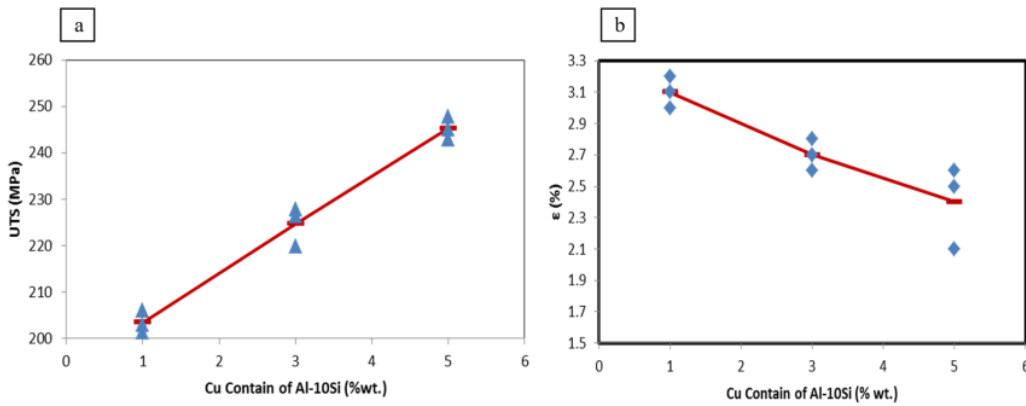 a
260
250
240
230
220
210
200
UTS (MPa)
0 1 2 3 4 5 6
Cu Contain of Al-10Si (%wt.)
b
3.3
3.1
2.9
2.7
2.5
2.3
2.1
1.9
1.7
1.5
ε (%)
0 1 2 3 4 5 6
Cu Contain of Al-10Si (% wt.)